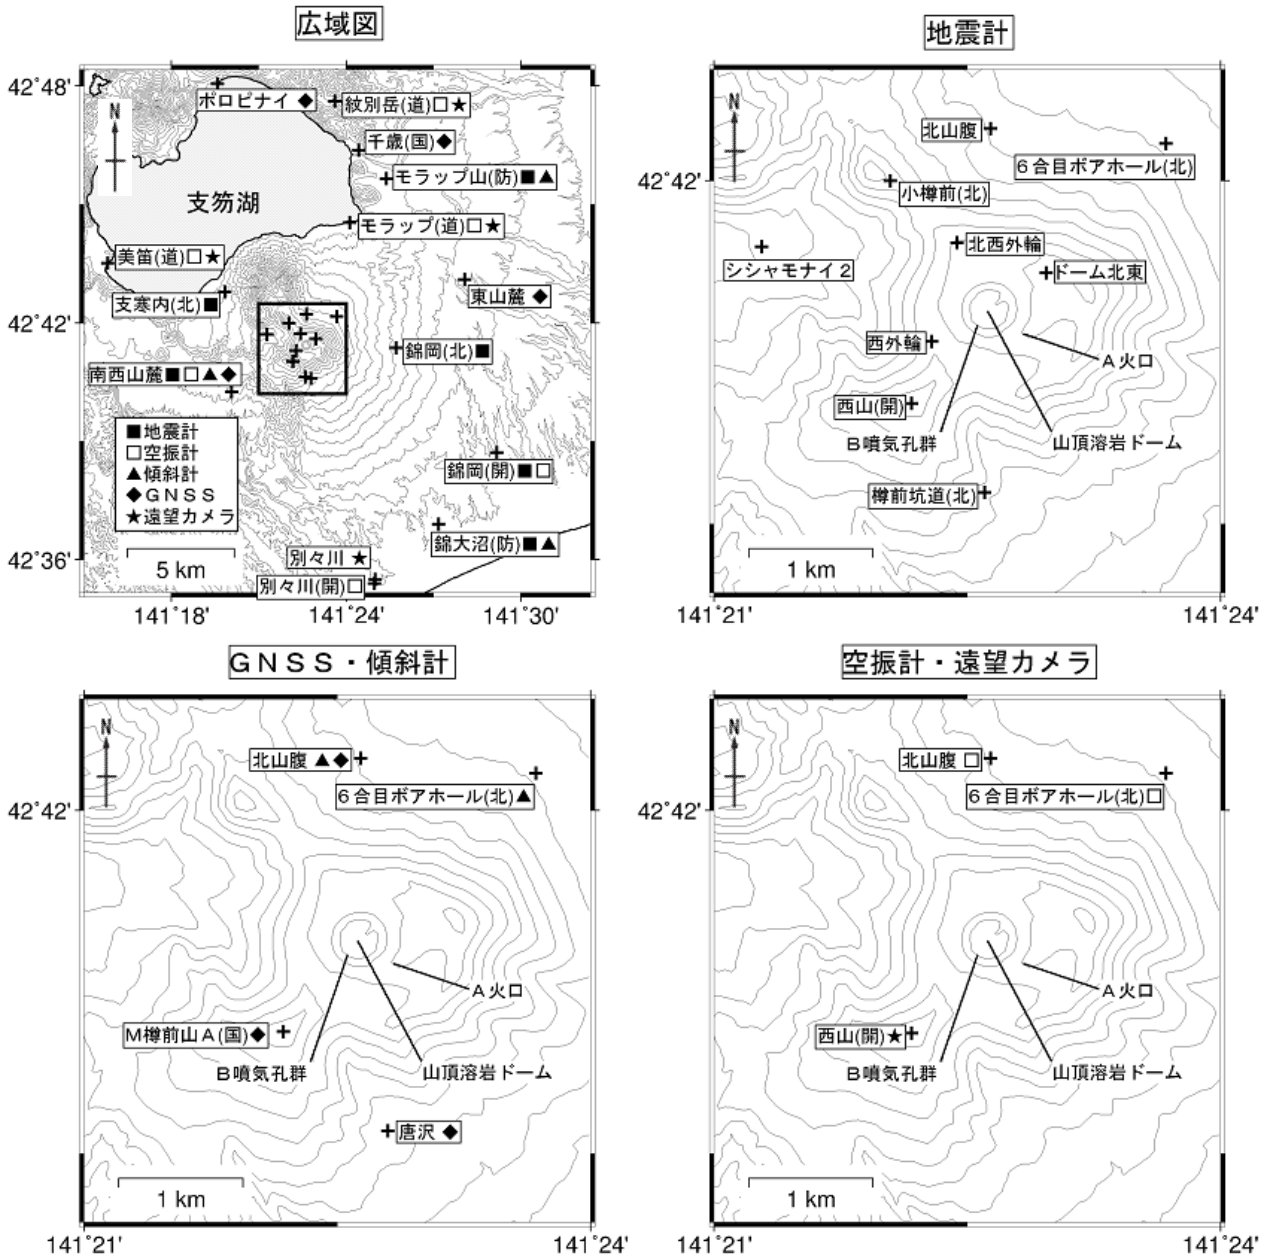 広域図
42°48'
42°42'
42°36'
141°18'
141°24'
141°30'
N
ポロピナイ ◆
紋別岳(道)□★
千歳(国)◆
モラップ山(防)■▲
支笏湖
モラップ(道)□★
美笛(道)□★
支寒内(北)■
東山麓 ◆
錦岡(北)■
南西山麓■□▲◆
■地震計
□空振計
▲傾斜計
◆GNSS
★遠望カメラ
錦岡(開)■□
錦大沼(防)■▲
別々川 ★
別々川(開)□
5 km
地震計
N
42°42'
北山腹
6合目ボアホール(北)
小樽前(北)
北西外輪
シシャモナイ2
ドーム北東
西外輪
A火口
西山(開)
B噴気孔群
山頂溶岩ドーム
樽前坑道(北)
1 km
141°21'
141°24'
GNSS・傾斜計
N
42°42'
北山腹 ▲◆
6合目ボアホール(北)▲
A火口
M樽前山A(国)◆
B噴気孔群
山頂溶岩ドーム
唐沢 ◆
1 km
141°21'
141°24'
空振計・遠望カメラ
N
42°42'
北山腹 □
6合目ボアホール(北)□
A火口
西山(開)★
B噴気孔群
山頂溶岩ドーム
1 km
141°21'
141°24'